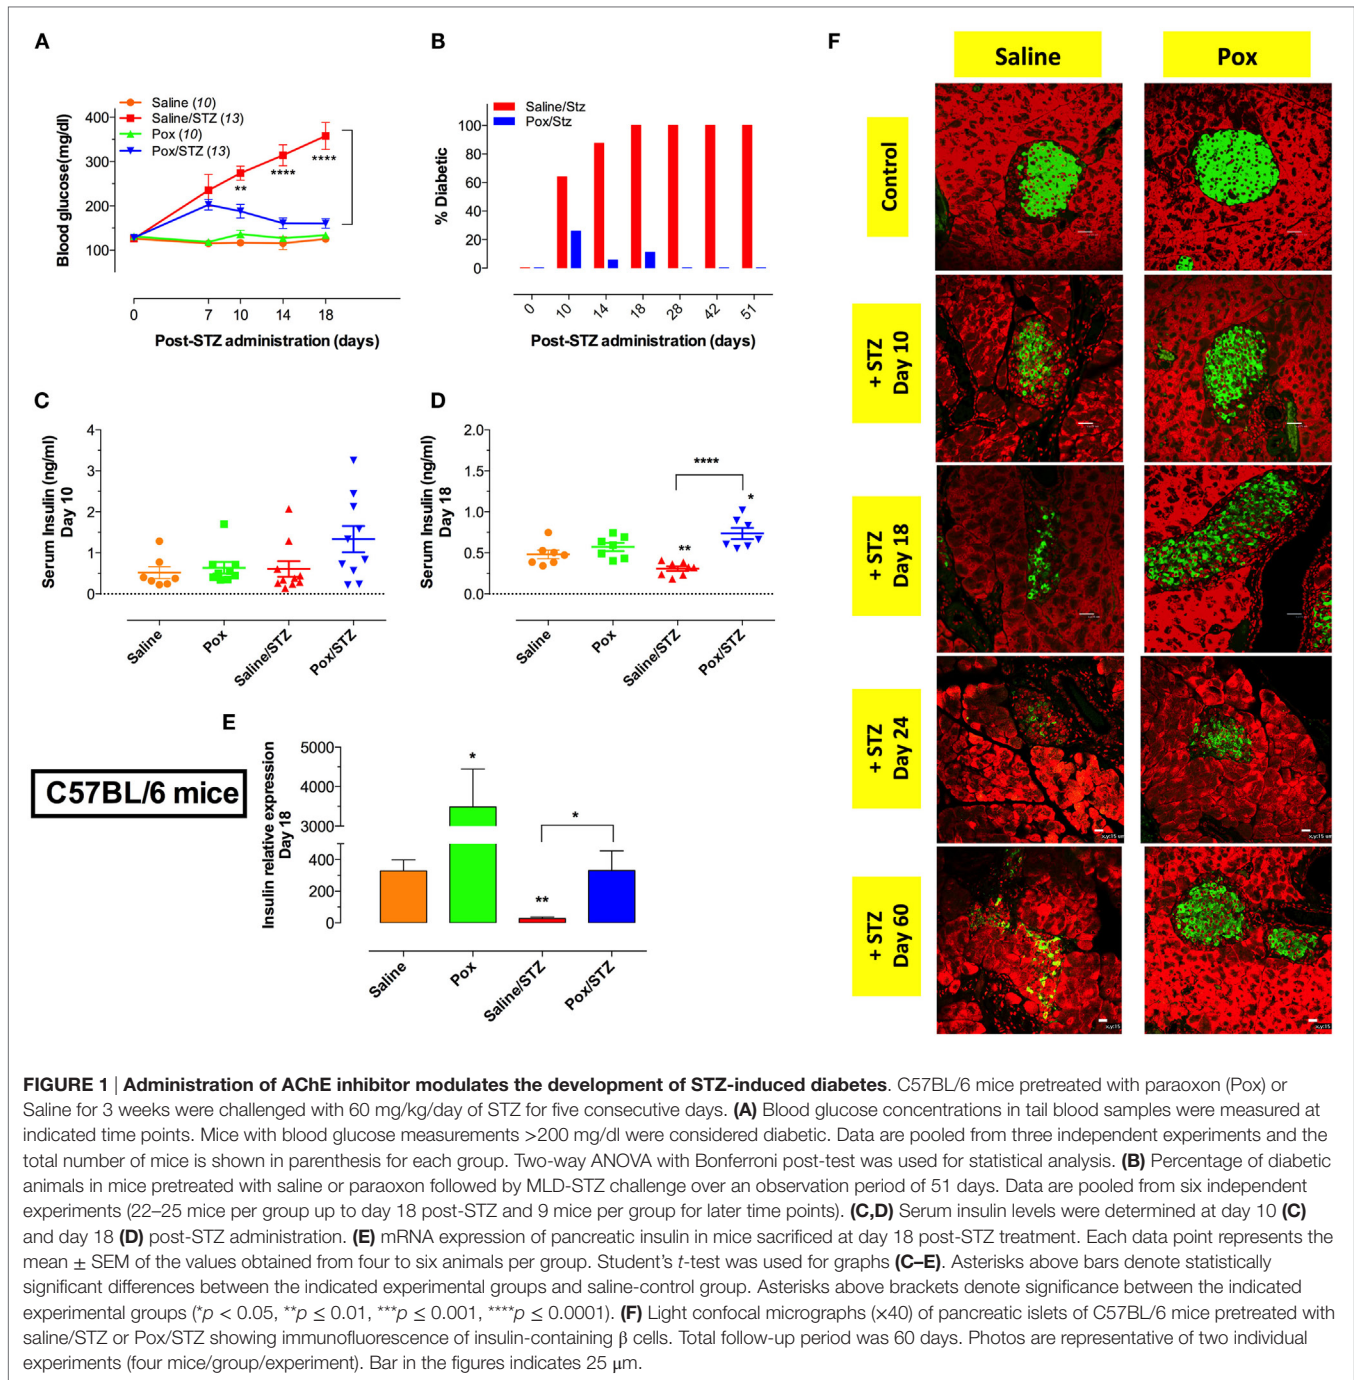 A
Saline (10)
Saline/STZ (13)
Pox (10)
Pox/STZ (13)
Blood glucose(mg/dl)
400
300
200
100
0
7
10
14
18
**
****
****
Post-STZ administration (days)
B
Saline/Stz
Pox/Stz
% Diabetic
100
80
60
40
20
0
0
10
14
18
28
42
51
Post-STZ administration (days)
C
Serum Insulin (ng/ml)
Day 10
4
3
2
1
0
Saline
Pox
Saline/STZ
Pox/STZ
D
Serum Insulin (ng/ml)
Day 18
2.0
1.5
1.0
0.5
0.0
****
**
*
Saline
Pox
Saline/STZ
Pox/STZ
E
Insulin relative expression
Day 18
5000
4000
3000
400
200
0
*
**
*
Saline
Pox
Saline/STZ
Pox/STZ
C57BL/6 mice
F
Saline
Pox
Control
+ STZ
Day 10
+ STZ
Day 18
+ STZ
Day 24
+ STZ
Day 60
FIGURE 1 | Administration of AChE inhibitor modulates the development of STZ-induced diabetes. C57BL/6 mice pretreated with paraoxon (Pox) or
Saline for 3 weeks were challenged with 60 mg/kg/day of STZ for five consecutive days. (A) Blood glucose concentrations in tail blood samples were measured at
indicated time points. Mice with blood glucose measurements >200 mg/dl were considered diabetic. Data are pooled from three independent experiments and the
total number of mice is shown in parenthesis for each group. Two-way ANOVA with Bonferroni post-test was used for statistical analysis. (B) Percentage of diabetic
animals in mice pretreated with saline or paraoxon followed by MLD-STZ challenge over an observation period of 51 days. Data are pooled from six independent
experiments (22–25 mice per group up to day 18 post-STZ and 9 mice per group for later time points). (C,D) Serum insulin levels were determined at day 10 (C)
and day 18 (D) post-STZ administration. (E) mRNA expression of pancreatic insulin in mice sacrificed at day 18 post-STZ treatment. Each data point represents the
mean ± SEM of the values obtained from four to six animals per group. Student's t-test was used for graphs (C–E). Asterisks above bars denote statistically
significant differences between the indicated experimental groups and saline-control group. Asterisks above brackets denote significance between the indicated
experimental groups (*p < 0.05, **p ≤ 0.01, ***p ≤ 0.001, ****p ≤ 0.0001). (F) Light confocal micrographs (×40) of pancreatic islets of C57BL/6 mice pretreated with
saline/STZ or Pox/STZ showing immunofluorescence of insulin-containing β cells. Total follow-up period was 60 days. Photos are representative of two individual
experiments (four mice/group/experiment). Bar in the figures indicates 25 μm.